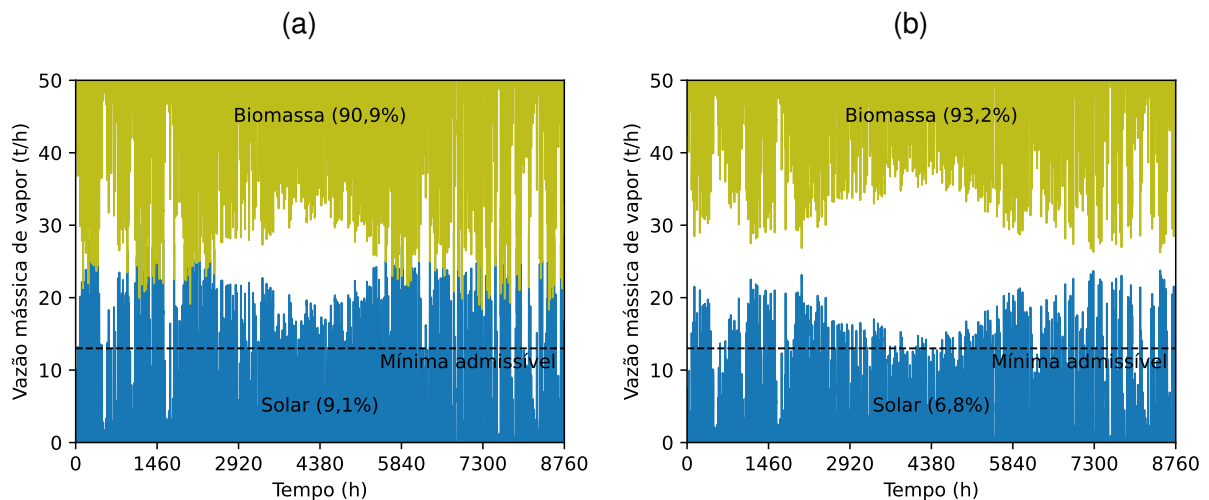 (a)
(b)
Vazão mássica de vapor (t/h)
50
40
30
20
10
0
Biomassa (90,9%)
Mínima admissível
Solar (9,1%)
0 1460 2920 4380 5840 7300 8760
Tempo (h)
Vazão mássica de vapor (t/h)
50
40
30
20
10
0
Biomassa (93,2%)
Mínima admissível
Solar (6,8%)
0 1460 2920 4380 5840 7300 8760
Tempo (h)